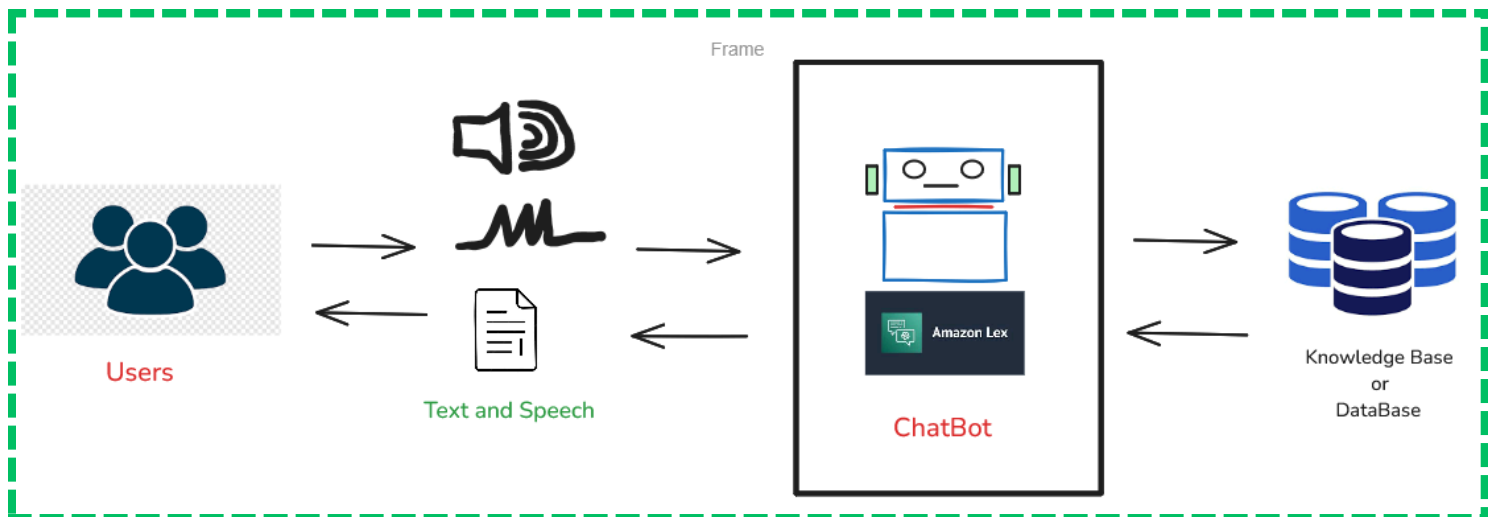 Frame
Users
Text and Speech
Amazon Lex
ChatBot
Knowledge Base
or
DataBase